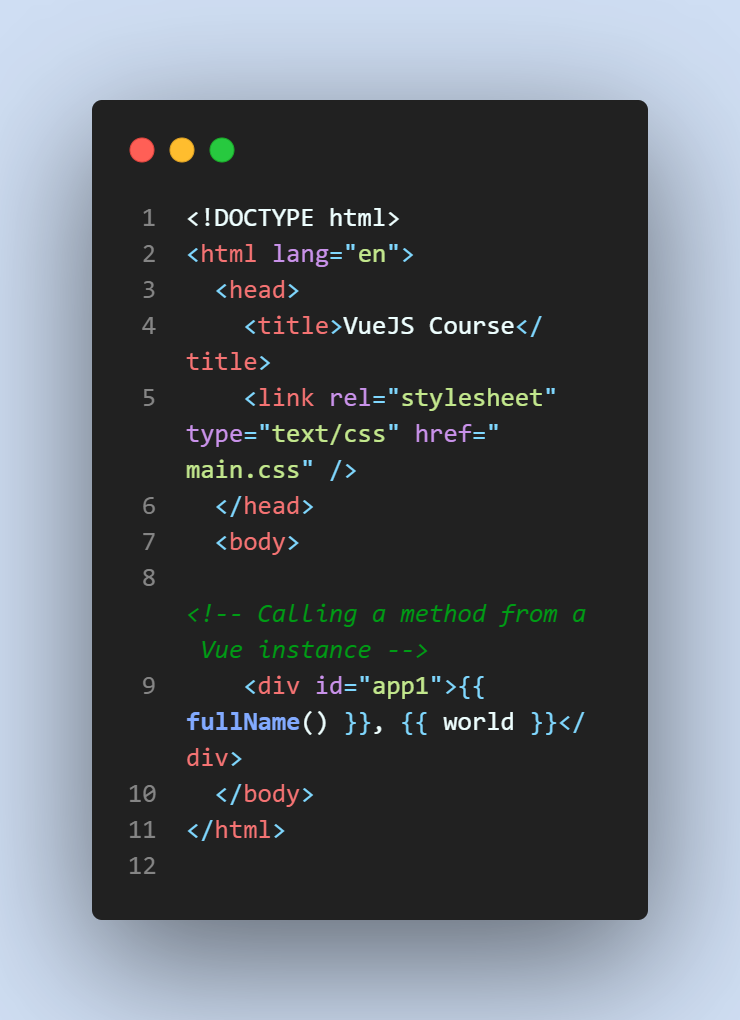 1 <!DOCTYPE html>
2 <html lang="en">
3   <head>
4     <title>VueJS Course</
title>
5     <link rel="stylesheet"
type="text/css" href="
main.css" />
6   </head>
7   <body>
8
<!-- Calling a method from a
 Vue instance -->
9     <div id="app1">{{
fullName() }}, {{ world }}</
div>
10   </body>
11 </html>
12